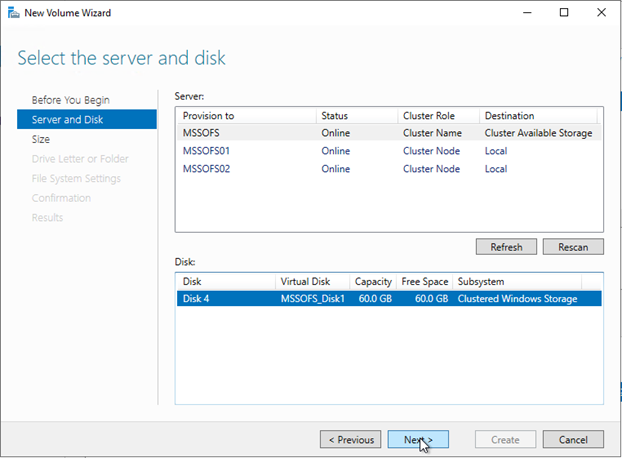 New Volume Wizard
Select the server and disk
Before You Begin
Server and Disk
Size
Drive Letter or Folder
File System Settings
Confirmation
Results
Server:
Provision to Status Cluster Role Destination
MSSOFS Online Cluster Name Cluster Available Storage
MSSOFS01 Online Cluster Node Local
MSSOFS02 Online Cluster Node Local
Refresh Rescan
Disk:
Disk Virtual Disk Capacity Free Space Subsystem
Disk 4 MSSOFS_Disk1 60.0 GB 60.0 GB Clustered Windows Storage
< Previous Next > Create Cancel